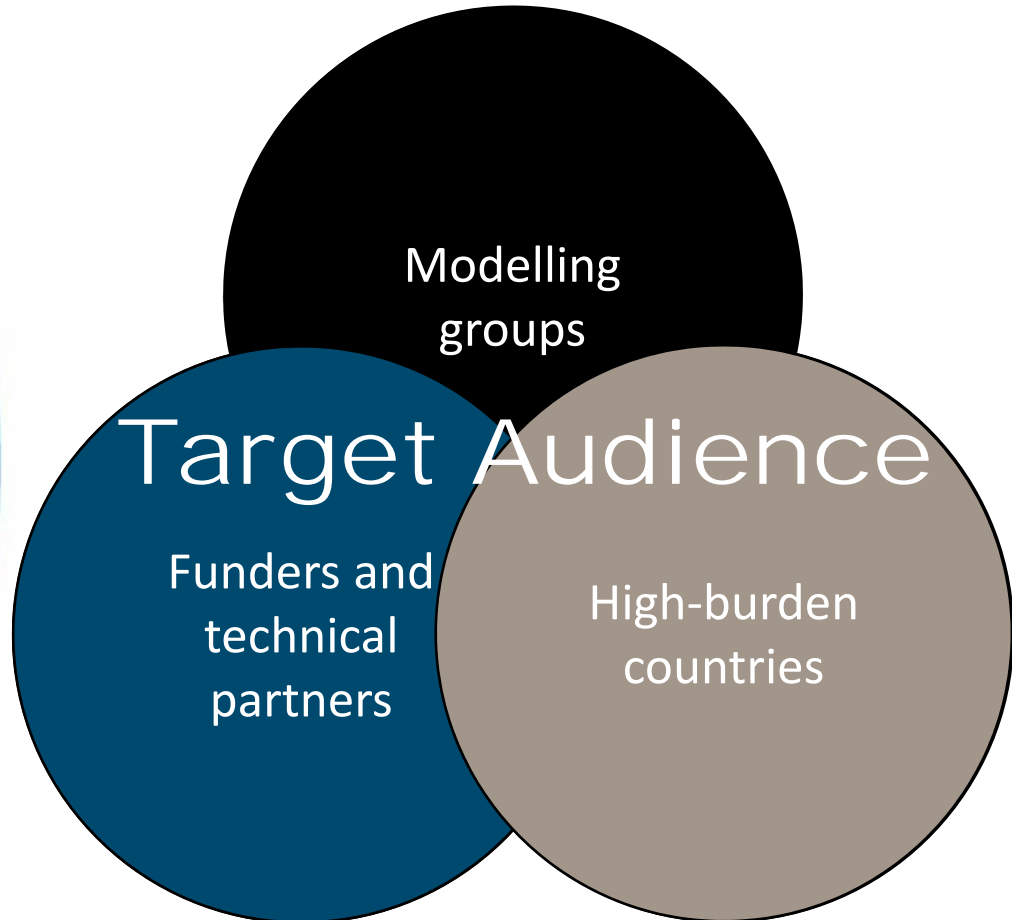 Modelling
groups
Target Audience
Funders and
technical
partners
High-burden
countries